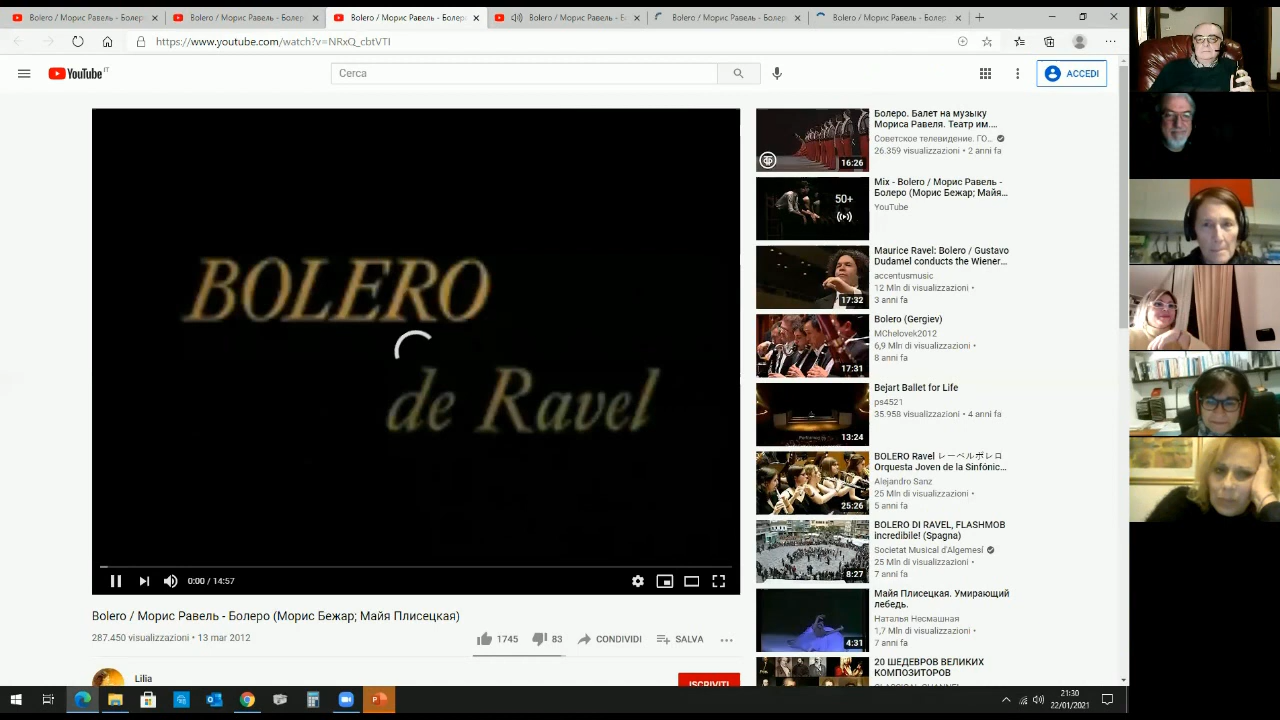 Bolero / Морис Равель - Болеро
Bolero / Морис Равель - Болеро
Bolero / Морис Равель - Болеро
Bolero / Морис Равель - Болеро
Bolero / Морис Равель - Болеро
Bolero / Морис Равель - Болеро
https://www.youtube.com/watch?v=NRxQ_cbtVTI
YouTube IT
Cerca
ACCEDI
BOLERO
de Ravel
0:00 / 14:57
Bolero / Морис Равель - Болеро (Морис Бежар; Майя Плисецкая)
287.450 visualizzazioni • 13 mar 2012
1745
83
CONDIVIDI
SALVA
Lilia
ISCRIVITI
16:26
Болеро. Балет на музыку
Мориса Равеля. Театр им....
Советское телевидение. ГО...
26.359 visualizzazioni • 2 anni fa
50+
Mix - Bolero / Морис Равель -
Болеро (Морис Бежар; Майя...
YouTube
17:32
Maurice Ravel: Bolero / Gustavo
Dudamel conducts the Wiener...
accentusmusic
12 Mln di visualizzazioni •
3 anni fa
17:31
Bolero (Gergiev)
MChelovek2012
6,9 Mln di visualizzazioni •
8 anni fa
13:24
Bejart Ballet for Life
ps4521
35.958 visualizzazioni • 4 anni fa
25:26
BOLERO Ravel レーベルボレロ
Orquesta Joven de la Sinfónic...
Alejandro Sanz
25 Mln di visualizzazioni •
5 anni fa
8:27
BOLERO DI RAVEL, FLASHMOB
incredibile! (Spagna)
Societat Musical d'Algemesí
25 Mln di visualizzazioni •
7 anni fa
4:31
Майя Плисецкая. Умирающий
лебедь.
Наталья Несмашная
1,7 Mln di visualizzazioni •
7 anni fa
20 ШЕДЕВРОВ ВЕЛИКИХ
КОМПОЗИТОРОВ
21:30
22/01/2021